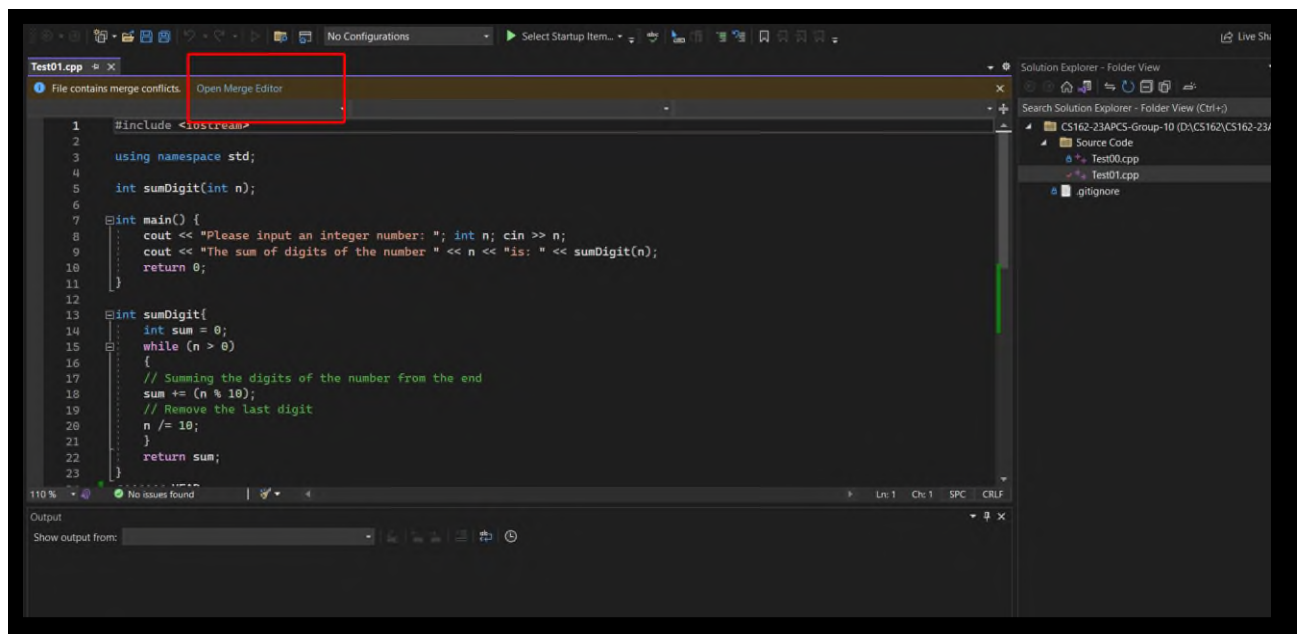 No Configurations Select Startup Item... Live Sh
Test01.cpp
File contains merge conflicts. Open Merge Editor
1 #include <iostream>
2
3 using namespace std;
4
5 int sumDigit(int n);
6
7 int main() {
8 cout << "Please input an integer number: "; int n; cin >> n;
9 cout << "The sum of digits of the number " << n << "is: " << sumDigit(n);
10 return 0;
11 }
12
13 int sumDigit{
14 int sum = 0;
15 while (n > 0)
16 {
17 // Summing the digits of the number from the end
18 sum += (n % 10);
19 // Remove the last digit
20 n /= 10;
21 }
22 return sum;
23 }
110 % No issues found Ln: 1 Ch: 1 SPC CRLF
Output
Show output from:
Solution Explorer - Folder View
Search Solution Explorer - Folder View (Ctrl+;)
CS162-23APCS-Group-10 (D:\CS162\CS162-23A
Source Code
Test00.cpp
Test01.cpp
.gitignore